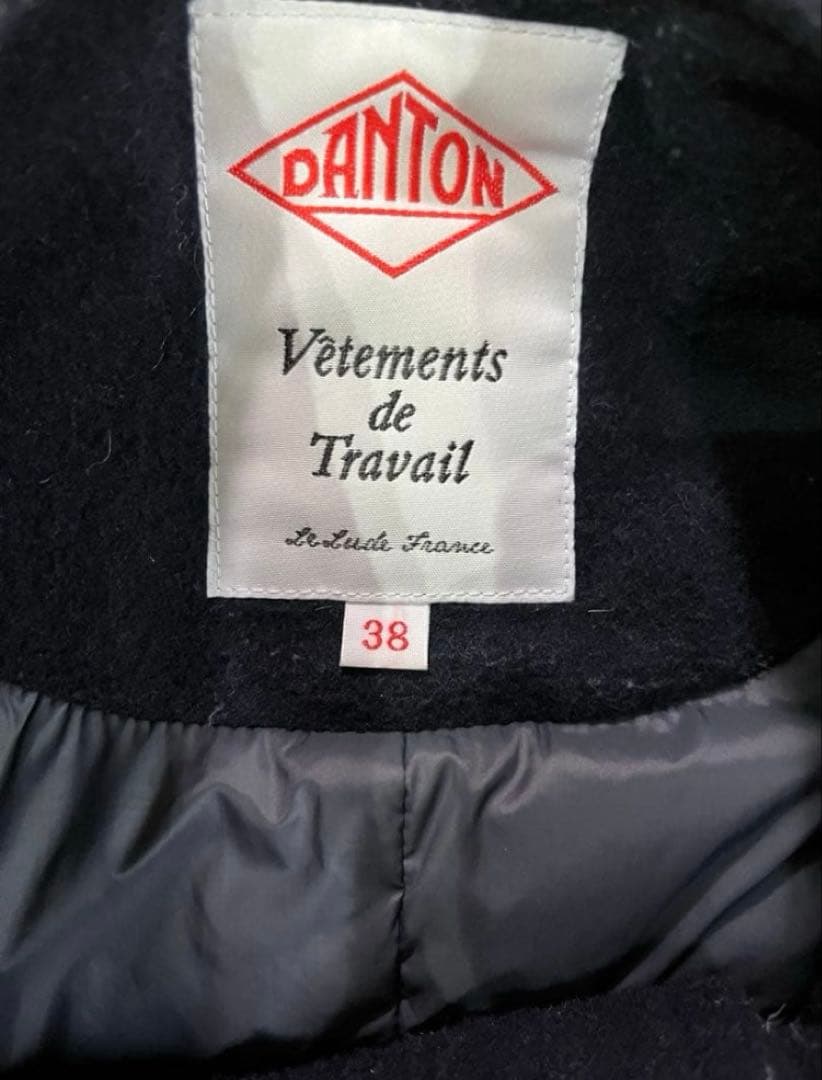 DANTON
Vêtements
de
Travail
Le Lude France
38